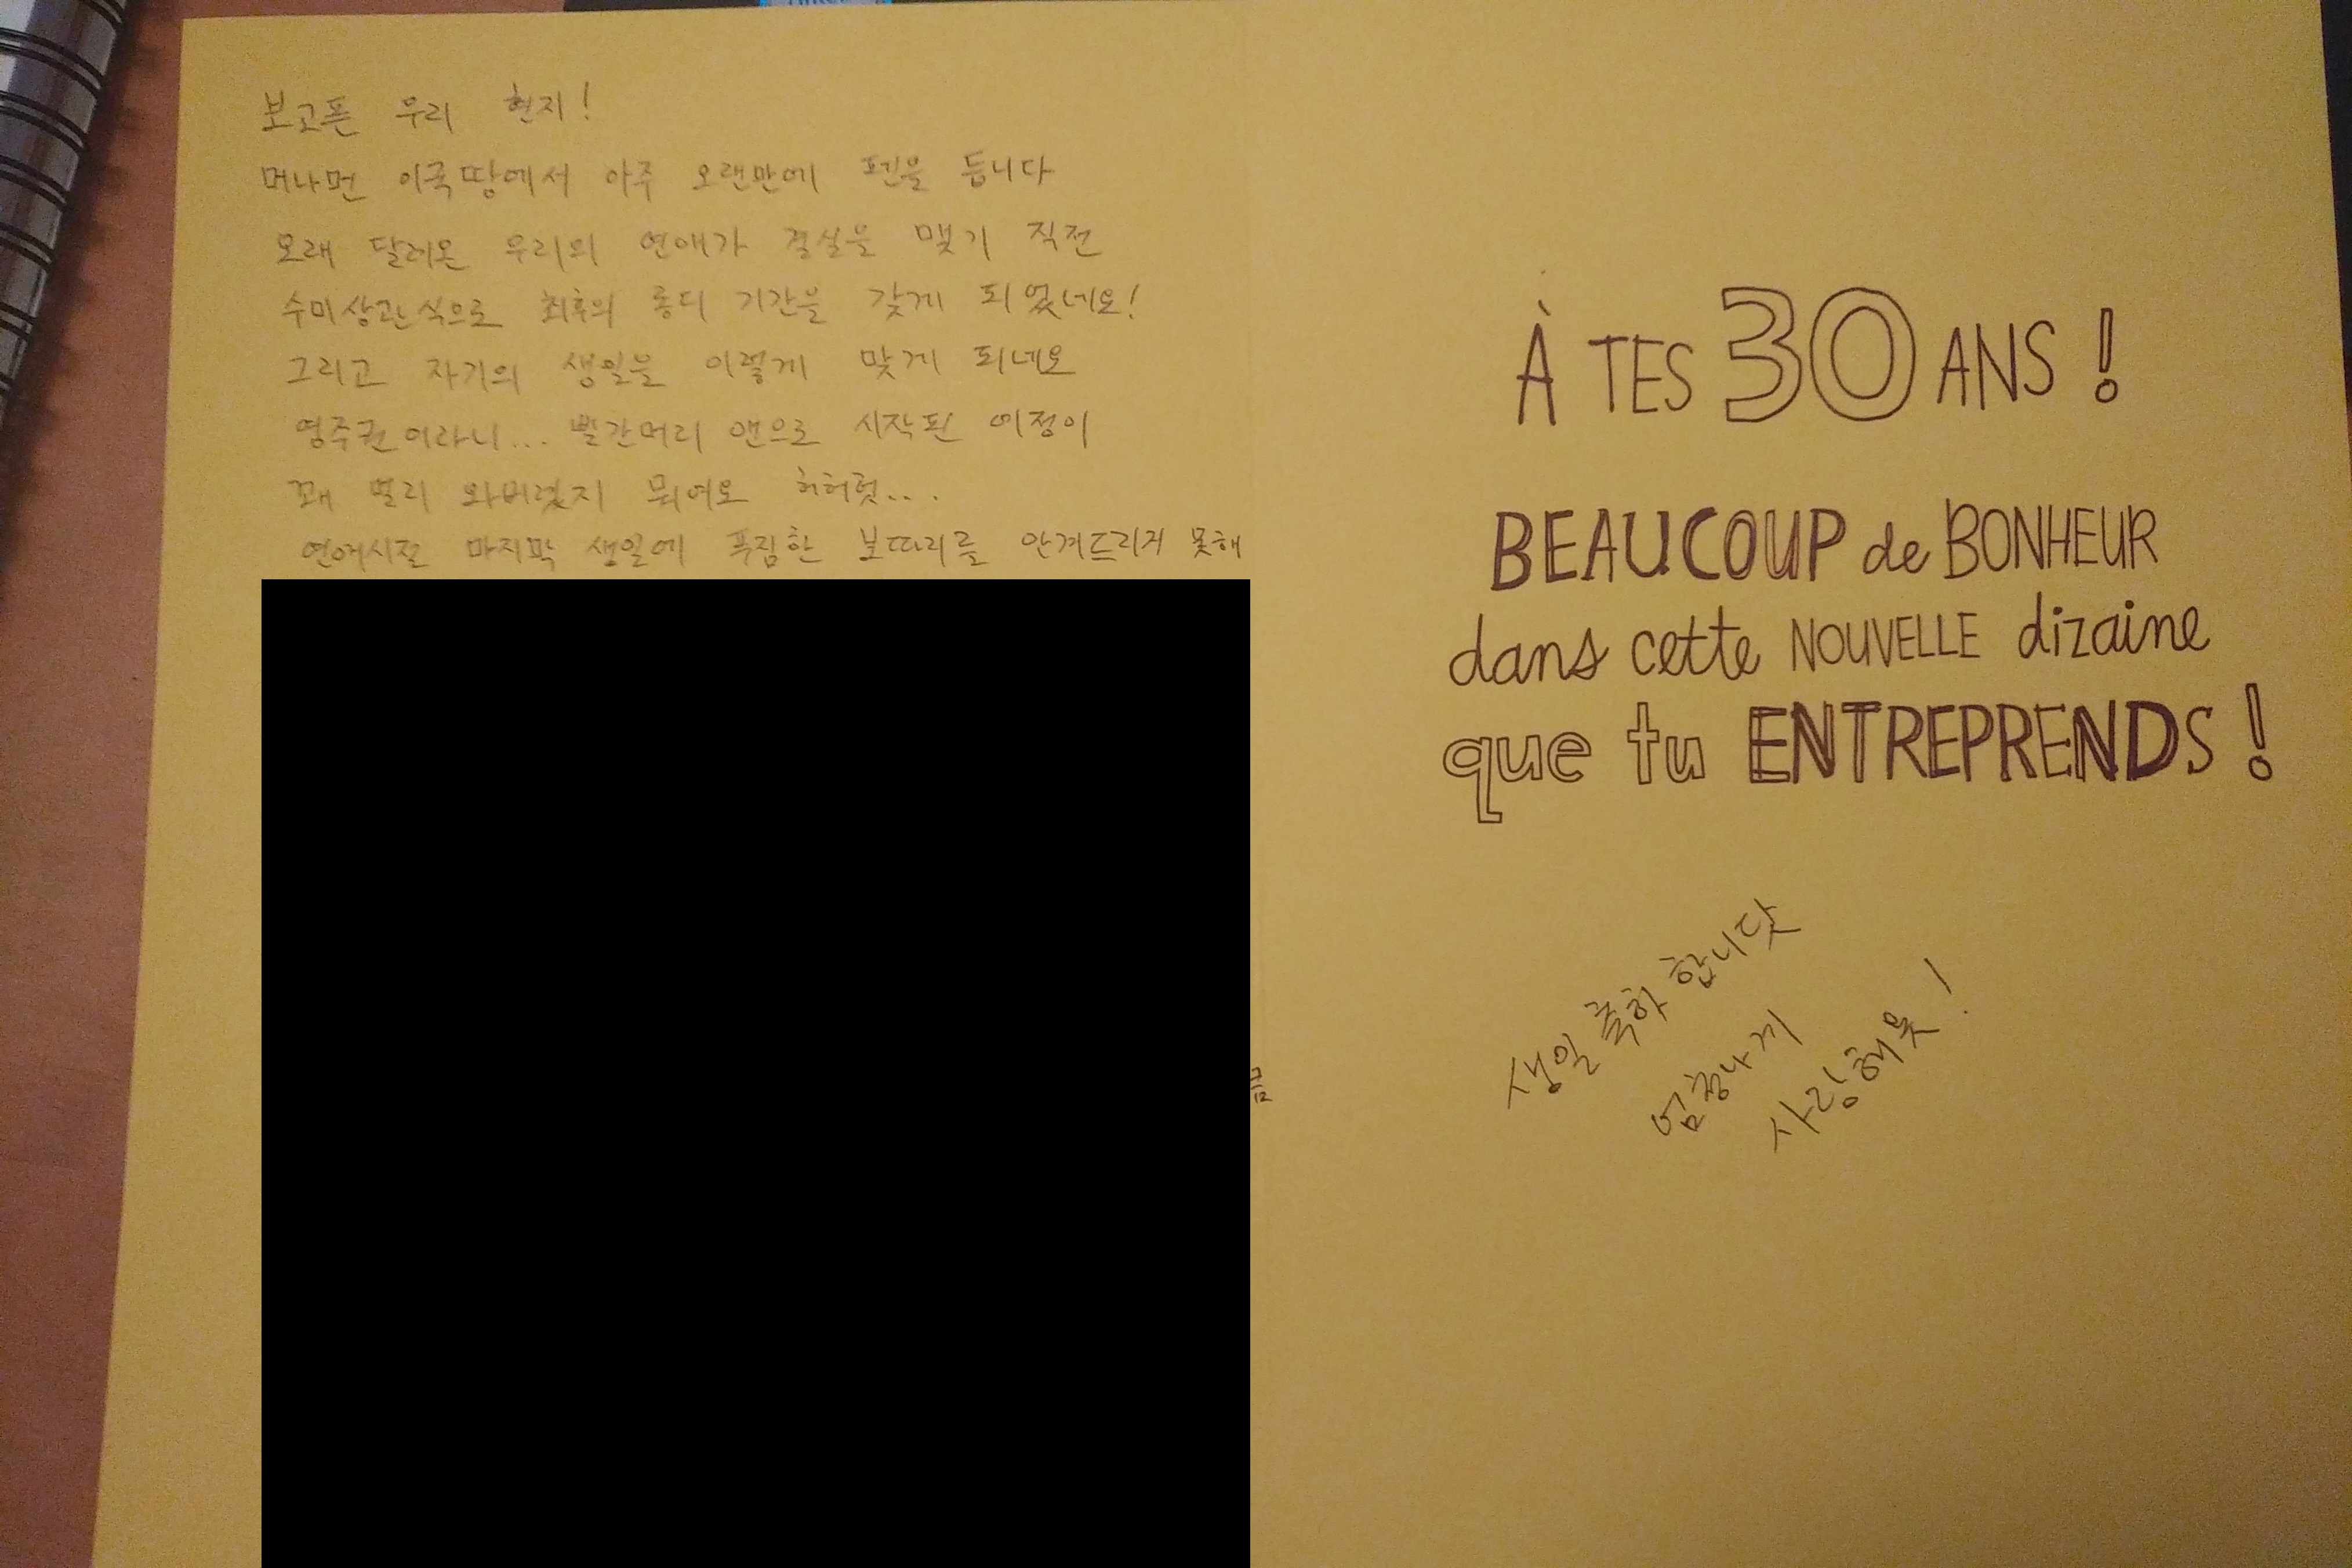 보고픈 우리 현지!
머나먼 이국땅에서 아주 오랜만에 펜을 듭니다
오래 달려온 우리의 연애가 결실을 맺기 직전
수미상관식으로 최후의 롱디 기간을 갖게 되었네요!
그리고 자기의 생일을 이렇게 맞게 되네요
영주권이라니... 빨간머리 앤으로 시작된 여정이
꽤 멀리 와버렸지 뭐에요 허허헛...
연애시절 마지막 생일에 푸짐한 보따리를 안겨드리지 못해
À TES 30 ANS !
BEAUCOUP de BONHEUR
dans cette NOUVELLE dizaine
que tu ENTREPRENDS !
생일 축하 합니닷
엄청나게
사랑해욧!